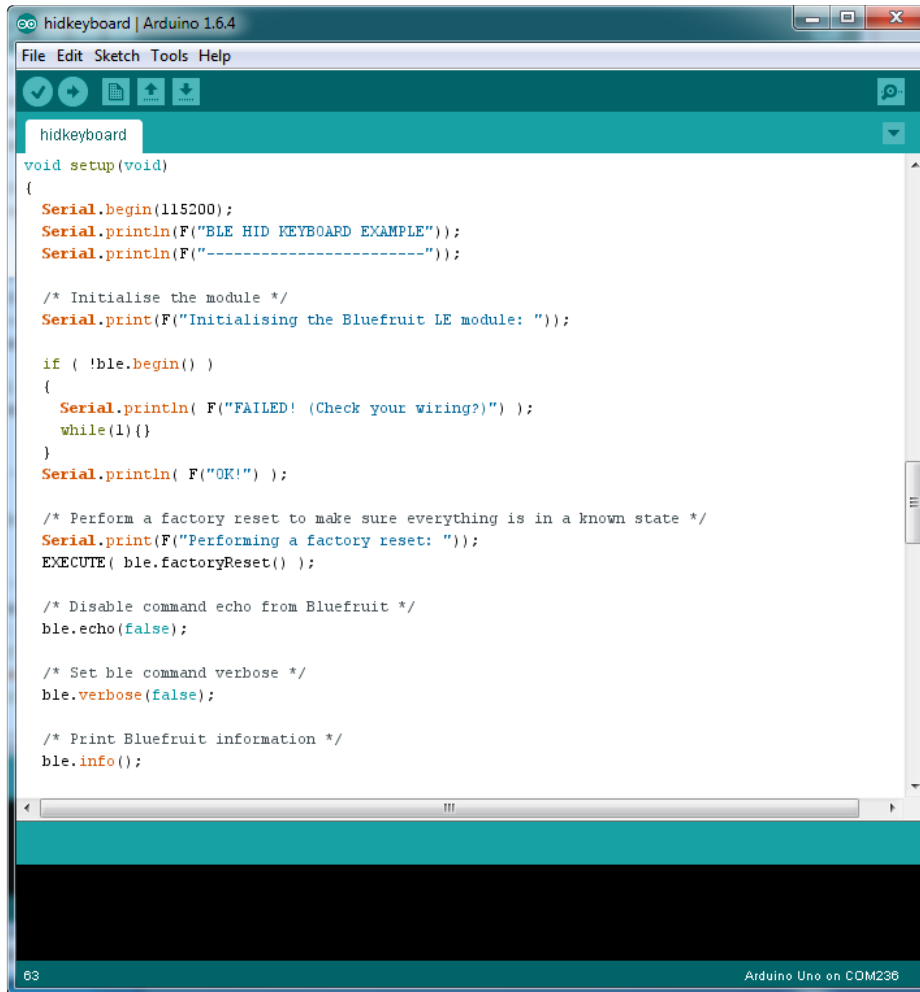 hidkeyboard | Arduino 1.6.4
File Edit Sketch Tools Help
hidkeyboard
void setup(void)
{
  Serial.begin(115200);
  Serial.println(F("BLE HID KEYBOARD EXAMPLE"));
  Serial.println(F("------------------------"));

  /* Initialise the module */
  Serial.print(F("Initialising the Bluefruit LE module: "));

  if ( !ble.begin() )
  {
    Serial.println( F("FAILED! (Check your wiring?)") );
    while(1){}
  }
  Serial.println( F("OK!") );

  /* Perform a factory reset to make sure everything is in a known state */
  Serial.print(F("Performing a factory reset: "));
  EXECUTE( ble.factoryReset() );

  /* Disable command echo from Bluefruit */
  ble.echo(false);

  /* Set ble command verbose */
  ble.verbose(false);

  /* Print Bluefruit information */
  ble.info();
63
Arduino Uno on COM236